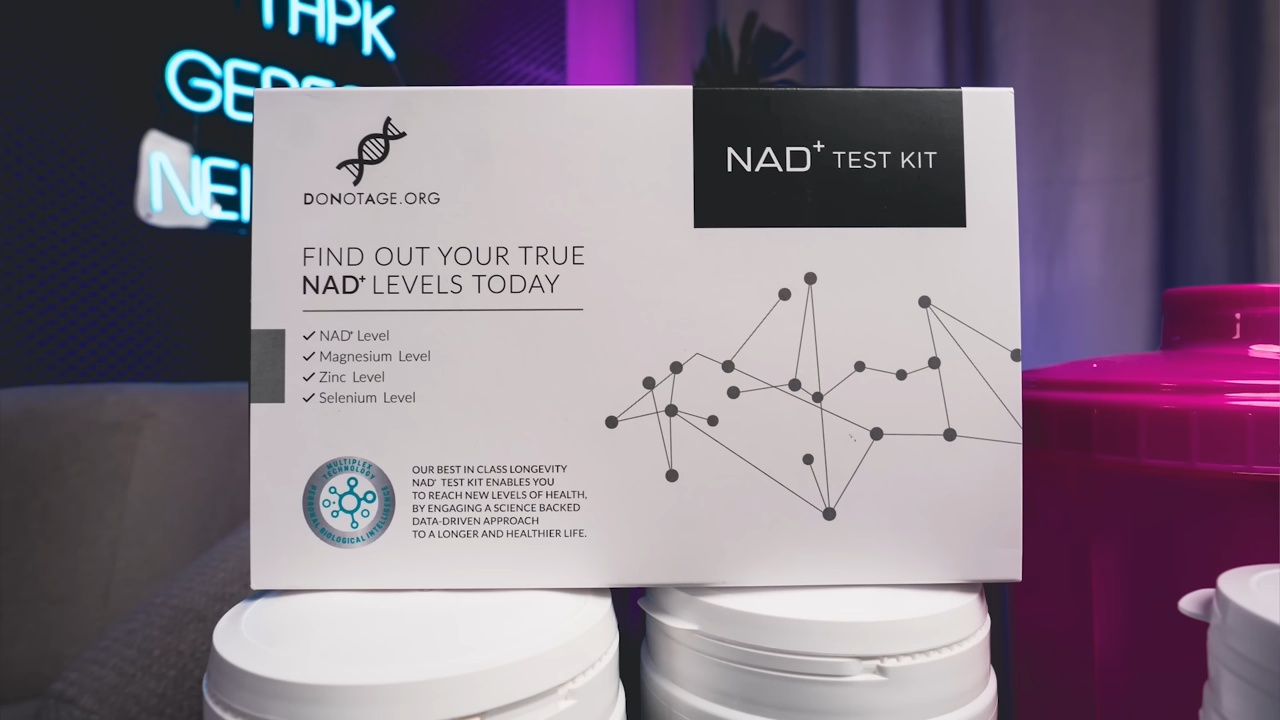 THPK
DONOTAGE.ORG
NAD+ TEST KIT
FIND OUT YOUR TRUE
NAD+ LEVELS TODAY
✓ NAD+ Level
✓ Magnesium Level
✓ Zinc Level
✓ Selenium Level
MULTIPLEX
TECHNOLOGY
PERSONAL BIOLOGICAL INTELLIGENCE
OUR BEST IN CLASS LONGEVITY
NAD+ TEST KIT ENABLES YOU
TO REACH NEW LEVELS OF HEALTH,
BY ENGAGING A SCIENCE BACKED
DATA-DRIVEN APPROACH
TO A LONGER AND HEALTHIER LIFE.